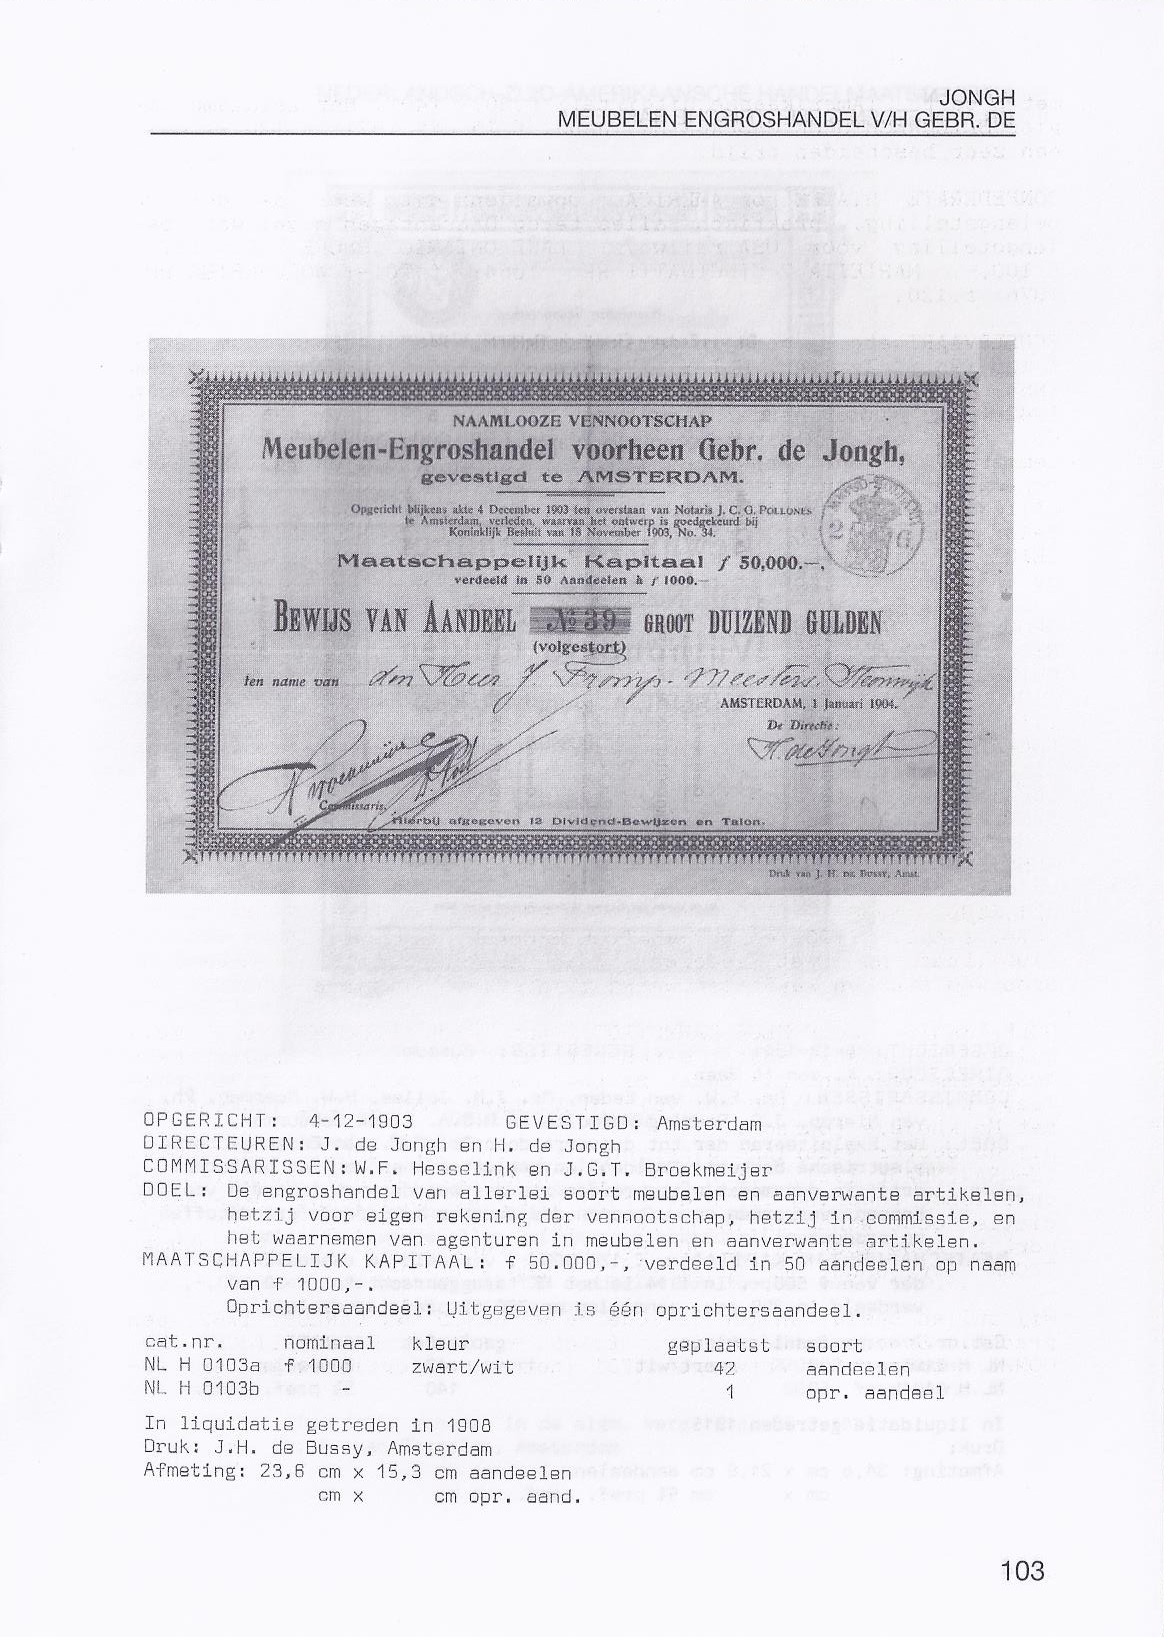 JONGH
MEUBELEN ENGROSHANDEL V/H GEBR. DE
NAAMLOOZE VENNOOTSCHAP
Meubelen-Engroshandel voorheen Gebr. de Jongh,
gevestigd te AMSTERDAM.
Opgericht blijkens akte 4 December 1903 ten overstaan van Notaris J. C. G. POLLONES
te Amsterdam, verleden, waarvan het ontwerp is goedgekeurd bij
Koninklijk Besluit van 18 November 1903, No. 34.
2 G
Maatschappelijk Kapitaal f 50,000.—,
verdeeld in 50 Aandeelen à f 1000.—
BEWIJS VAN AANDEEL No 39 GROOT DUIZEND GULDEN
(volgestort)
ten name van den Heer J. Tromp-Meesters. Steenwijk
AMSTERDAM, 1 Januari 1904.
De Directie:
H. de Jongh
Commissaris.
Hierbij afgegeven 12 Dividend-Bewijzen en Talon.
Druk van J. H. DE BUSSY, Amst.
OPGERICHT: 4-12-1903 GEVESTIGD: Amsterdam
DIRECTEUREN: J. de Jongh en H. de Jongh
COMMISSARISSEN: W.F. Hesselink en J.G.T. Broekmeijer
DOEL: De engroshandel van allerlei soort meubelen en aanverwante artikelen,
hetzij voor eigen rekening der vennootschap, hetzij in commissie, en
het waarnemen van agenturen in meubelen en aanverwante artikelen.
MAATSCHAPPELIJK KAPITAAL: f 50.000,-, verdeeld in 50 aandeelen op naam
van f 1000,-.
Oprichtersaandeel: Uitgegeven is één oprichtersaandeel.
cat.nr. nominaal kleur geplaatst soort
NL H 0103a f 1000 zwart/wit 42 aandeelen
NL H 0103b - 1 opr. aandeel
In liquidatie getreden in 1908
Druk: J.H. de Bussy, Amsterdam
Afmeting: 23,6 cm x 15,3 cm aandeelen
cm x cm opr. aand.
103